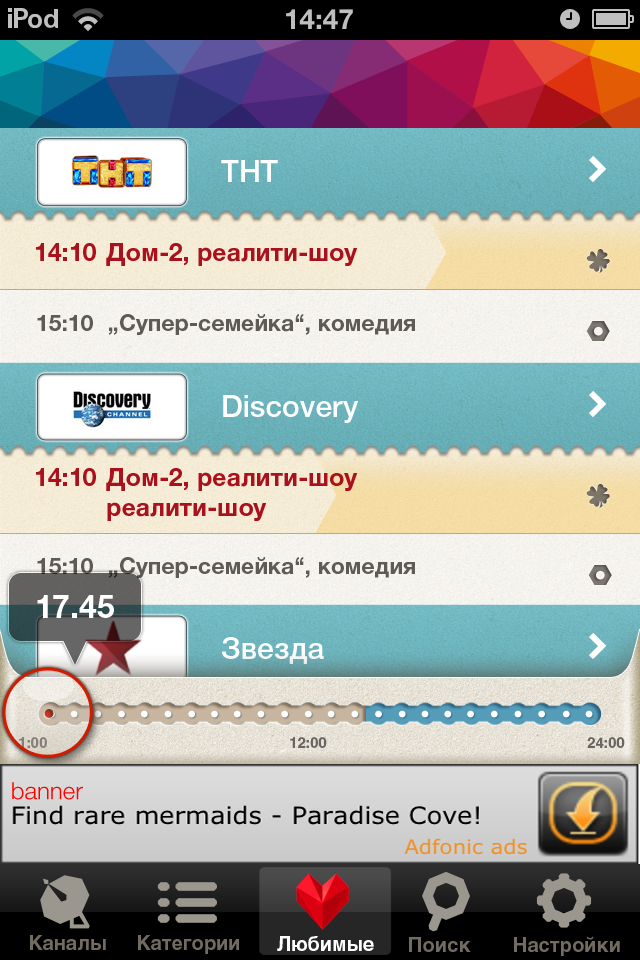 iPod 14:47
ТНТ ТНТ
14:10 Дом-2, реалити-шоу
15:10 „Супер-семейка“, комедия
Discovery
CHANNEL
Discovery
14:10 Дом-2, реалити-шоу
реалити-шоу
15:10 „Супер-семейка“, комедия
17.45
Звезда
1:00 12:00 24:00
banner
Find rare mermaids - Paradise Cove!
Adfonic ads
Каналы Категории Любимые Поиск Настройки